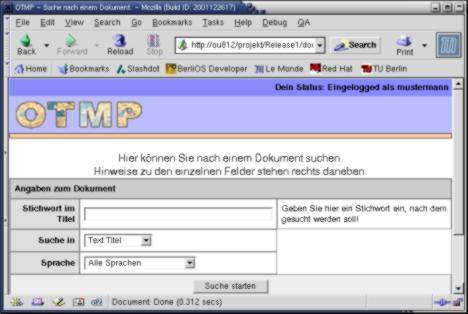 OTMP - Suche nach einem Dokument. - Mozilla {Build ID: 2001122617}
File Edit View Search Go Bookmarks Tasks Help Debug QA
Back Forward Reload Stop http://ou812/projekt/Release1/do Search Print
Home Bookmarks Slashdot BerliOS Developer Le Monde Red Hat TU Berlin
Dein Status: Eingelogged als mustermann
OTMP
Hier können Sie nach einem Dokument suchen.
Hinweise zu den einzelnen Felder stehen rechts daneben.
Angaben zum Dokument
Stichwort im Titel
Geben Sie hier ein Stichwort ein, nach dem
gesucht werden soll!
Suche in Text Titel
Sprache Alle Sprachen
Suche starten
Document: Done (0.312 secs)